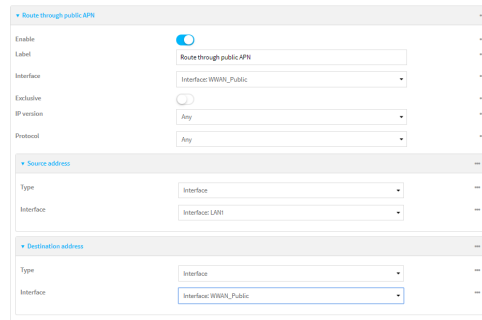 Route through public APN
Enable
Label Route through public APN
Interface Interface: WWAN_Public
Exclusive
IP version Any
Protocol Any
Source address
Type Interface
Interface Interface: LAN1
Destination address
Type Interface
Interface Interface: WWAN_Public